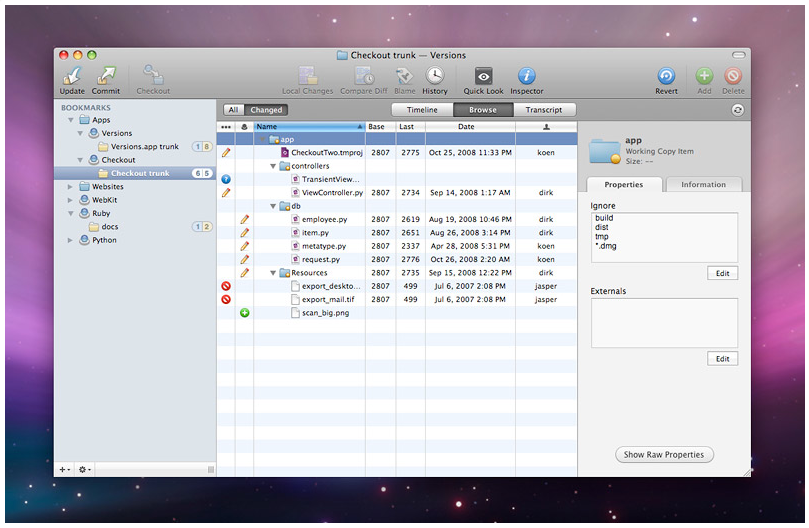 Checkout trunk — Versions
Update Commit Checkout Local Changes Compare Diff Blame History Quick Look Inspector Revert Add Delete
BOOKMARKS
Apps
Versions
Versions.app trunk 1 8
Checkout
Checkout trunk 6 5
Websites
WebKit
Ruby
docs 1 2
Python
All Changed Timeline Browse Transcript
Name Base Last Date
app
CheckoutTwo.tmproj 2807 2775 Oct 25, 2008 11:33 PM koen
controllers
TransientView...
ViewController.py 2807 2734 Sep 14, 2008 1:17 AM dirk
db
employee.py 2807 2619 Aug 19, 2008 10:46 PM dirk
item.py 2807 2651 Aug 26, 2008 3:14 PM dirk
metatype.py 2807 2337 Apr 28, 2008 5:31 PM koen
request.py 2807 2776 Oct 26, 2008 2:20 AM koen
Resources 2807 2735 Sep 15, 2008 12:22 PM dirk
export_deskto... 2807 499 Jul 6, 2007 2:08 PM jasper
export_mail.tif 2807 499 Jul 6, 2007 2:08 PM jasper
scan_big.png
app
Working Copy Item
Size: --
Properties Information
Ignore
build
dist
tmp
*.dmg
Edit
Externals
Edit
Show Raw Properties